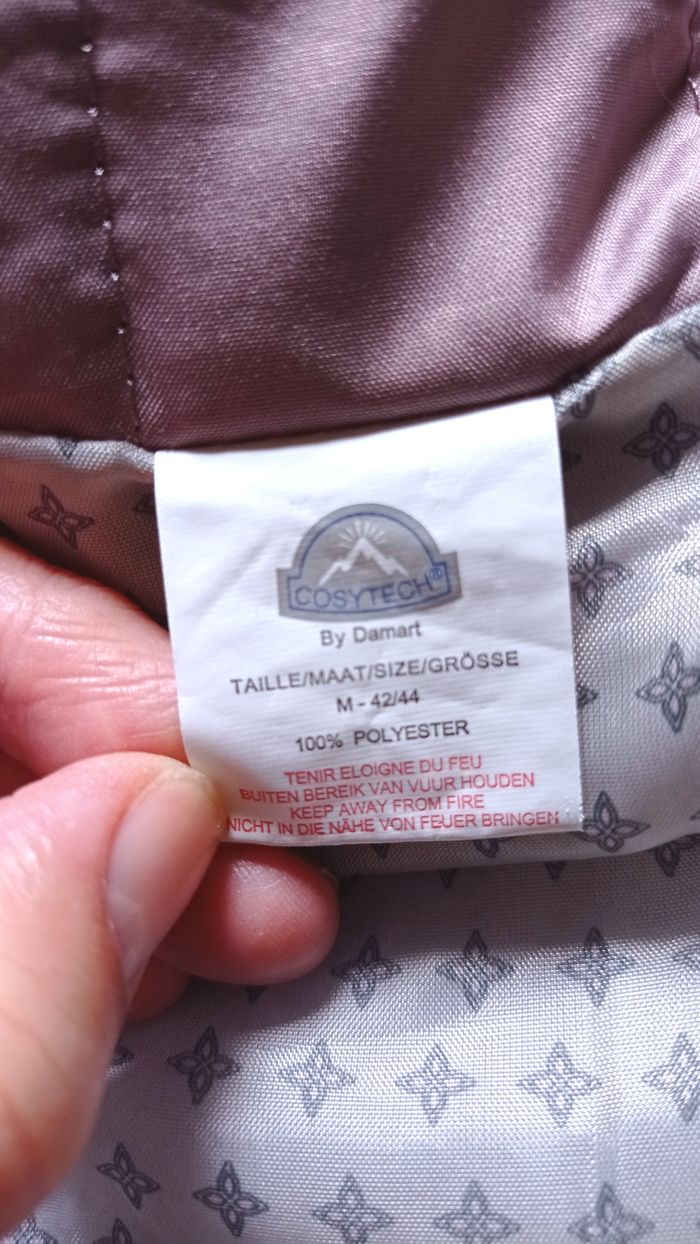 COSYTECH®
By Damart
TAILLE/MAAT/SIZE/GRÖSSE
M - 42/44
100% POLYESTER
TENIR ELOIGNE DU FEU
BUITEN BEREIK VAN VUUR HOUDEN
KEEP AWAY FROM FIRE
NICHT IN DIE NÄHE VON FEUER BRINGEN